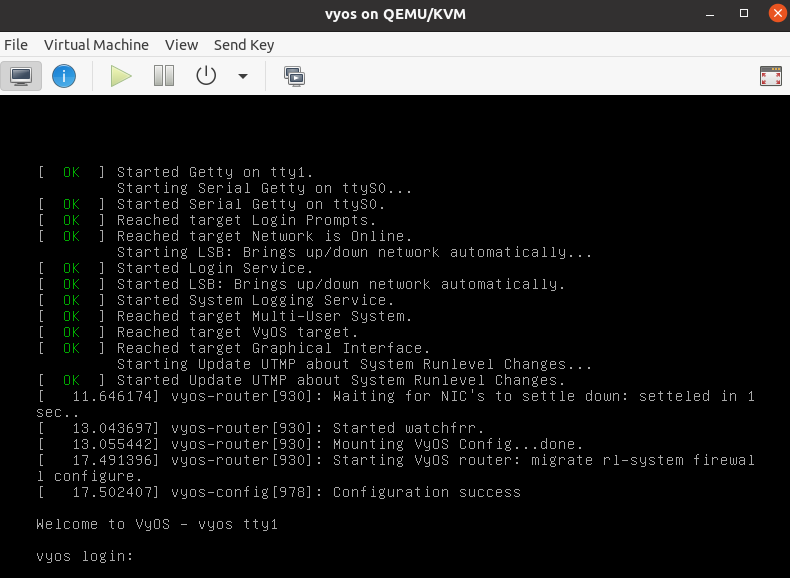 vyos on QEMU/KVM
File Virtual Machine View Send Key
[  OK  ] Started Getty on tty1.
         Starting Serial Getty on ttyS0...
[  OK  ] Started Serial Getty on ttyS0.
[  OK  ] Reached target Login Prompts.
[  OK  ] Reached target Network is Online.
         Starting LSB: Brings up/down network automatically...
[  OK  ] Started Login Service.
[  OK  ] Started LSB: Brings up/down network automatically.
[  OK  ] Started System Logging Service.
[  OK  ] Reached target Multi-User System.
[  OK  ] Reached target VyOS target.
[  OK  ] Reached target Graphical Interface.
         Starting Update UTMP about System Runlevel Changes...
[  OK  ] Started Update UTMP about System Runlevel Changes.
[   11.646174] vyos-router[930]: Waiting for NIC's to settle down: setteled in 1
sec..
[   13.043697] vyos-router[930]: Started watchfrr.
[   13.055442] vyos-router[930]: Mounting VyOS Config...done.
[   17.491396] vyos-router[930]: Starting VyOS router: migrate rl-system firewal
l configure.
[   17.502407] vyos-config[978]: Configuration success
Welcome to VyOS - vyos tty1
vyos login: